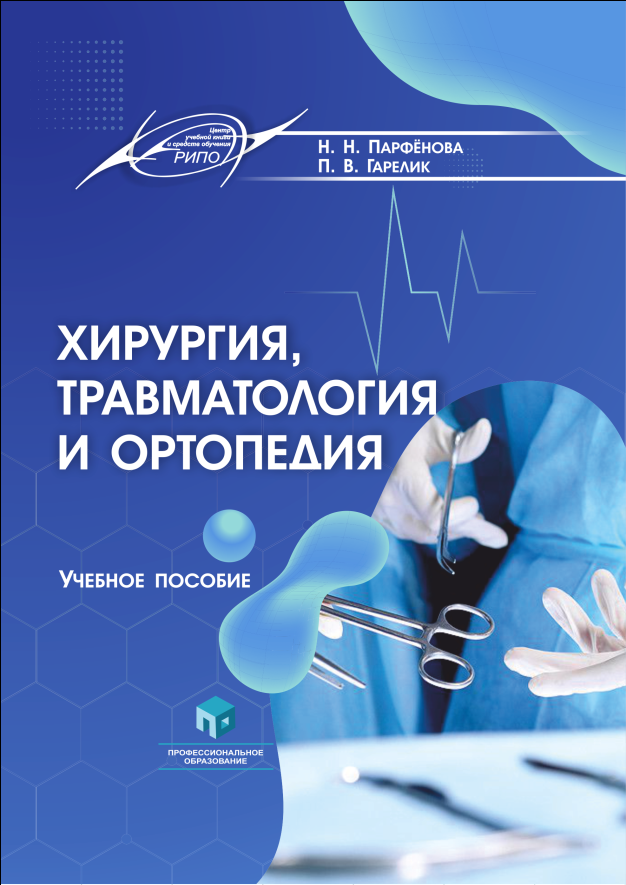 Центр
учебной книги
и средств обучения
РИПО
Н. Н. Парфёнова
П. В. Гарелик
ХИРУРГИЯ,
ТРАВМАТОЛОГИЯ
И ОРТОПЕДИЯ
Учебное пособие
ПРОФЕССИОНАЛЬНОЕ
ОБРАЗОВАНИЕ